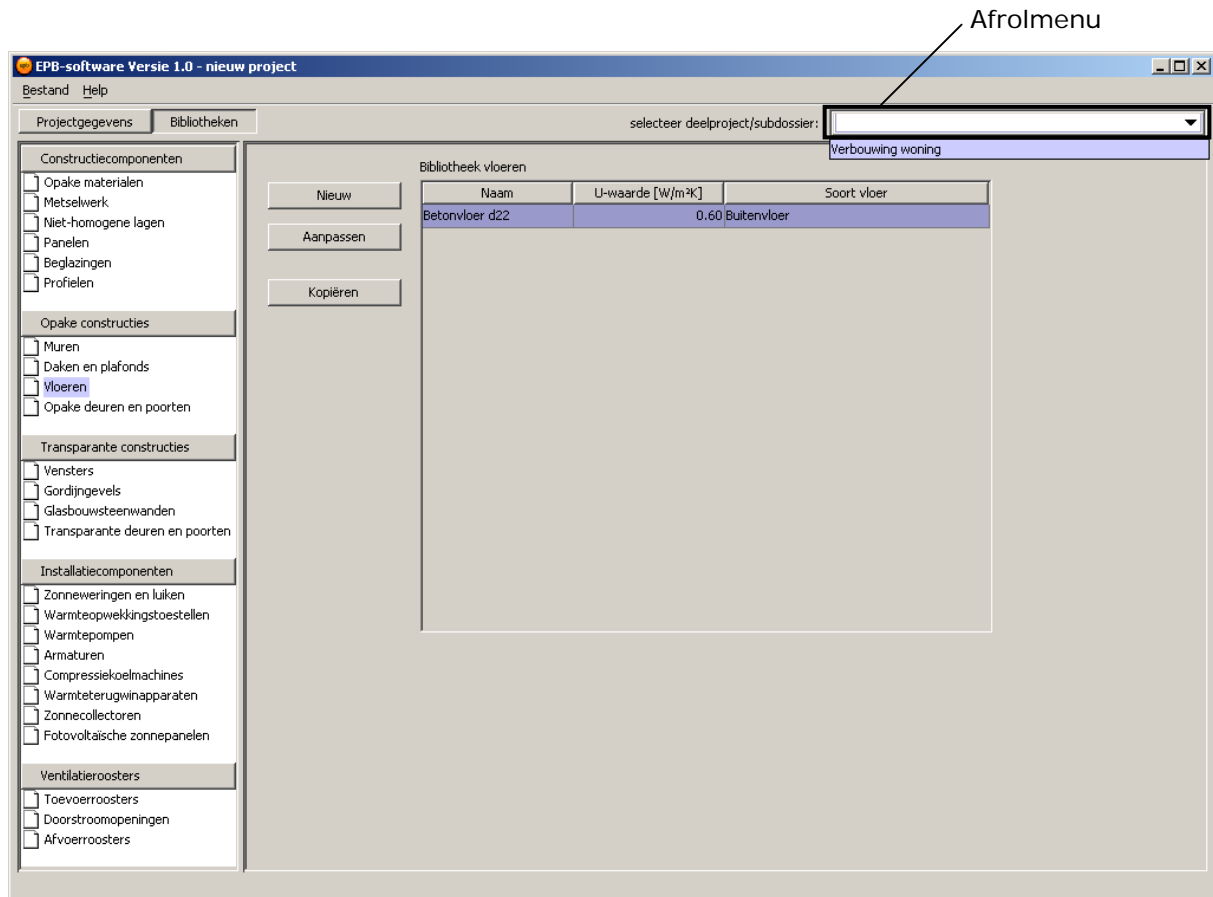 Afrolmenu
EPB-software Versie 1.0 - nieuw project
Bestand Help
Projectgegevens Bibliotheken selecteer deelproject/subdossier:
Verbouwing woning
Constructiecomponenten
Opake materialen
Metselwerk
Niet-homogene lagen
Panelen
Beglazingen
Profielen
Opake constructies
Muren
Daken en plafonds
Vloeren
Opake deuren en poorten
Transparante constructies
Vensters
Gordijngevels
Glasbouwsteenwanden
Transparante deuren en poorten
Installatiecomponenten
Zonneweringen en luiken
Warmteopwekkingstoestellen
Warmtepompen
Armaturen
Compressiekoelmachines
Warmteterugwinapparaten
Zonnecollectoren
Fotovoltaïsche zonnepanelen
Ventilatieroosters
Toevoerroosters
Doorstroomopeningen
Afvoerroosters
Nieuw
Aanpassen
Kopiëren
Bibliotheek vloeren
Naam U-waarde [W/m²K] Soort vloer
Betonvloer d22 0.60 Buitenvloer